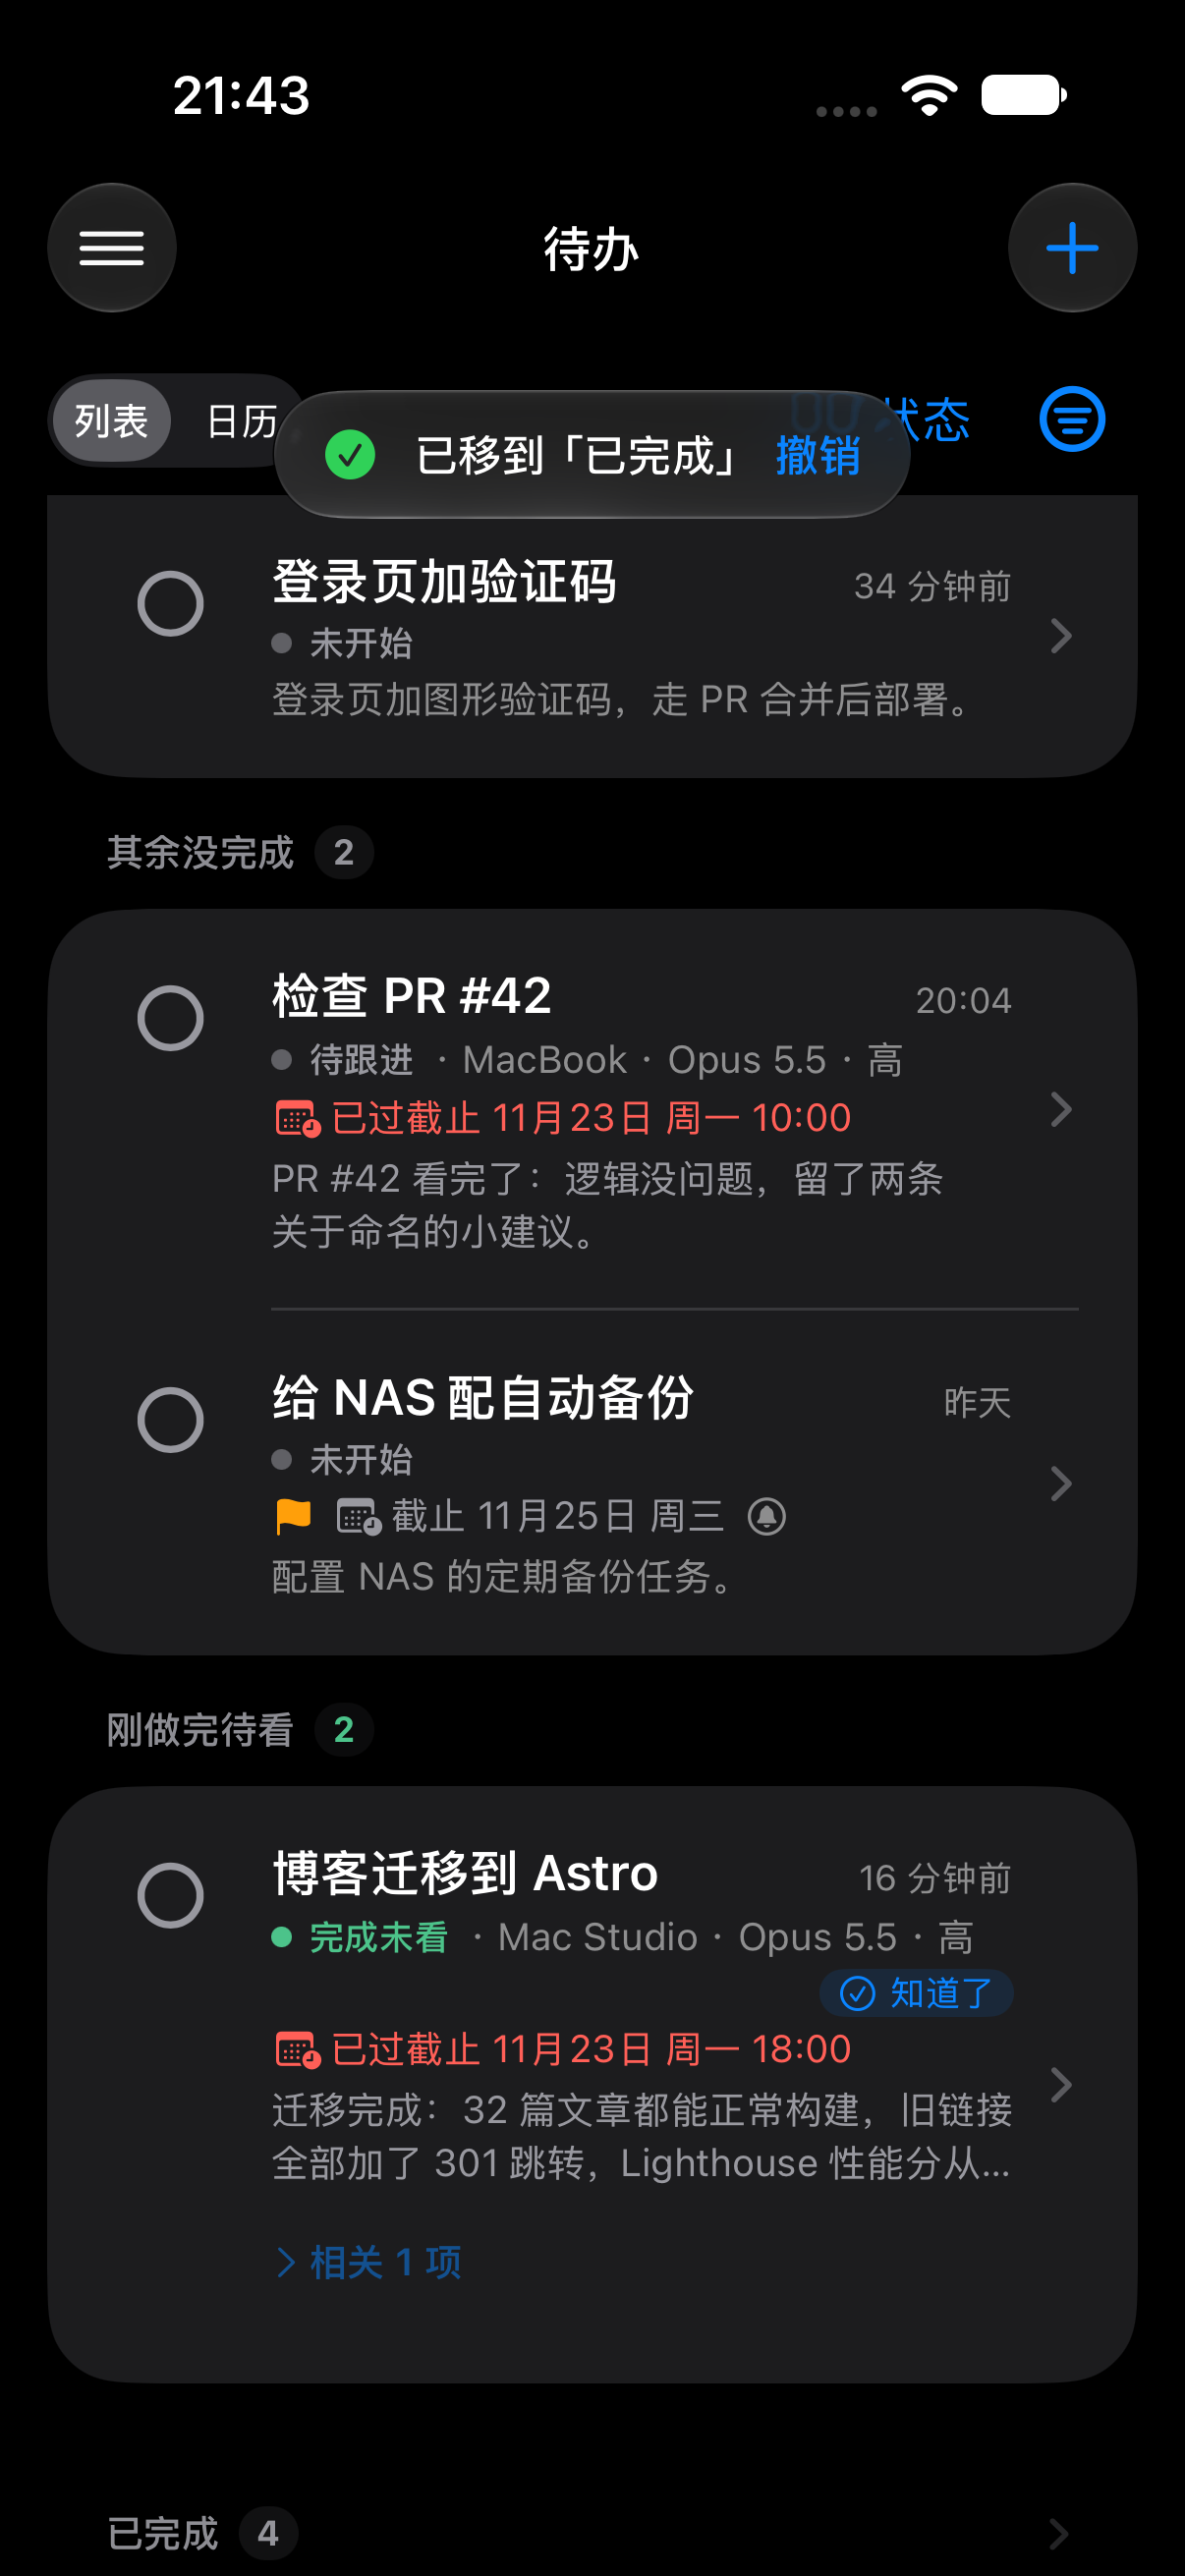 21:43
待办
列表 日历 状态
已移到「已完成」 撤销
登录页加验证码 34 分钟前
未开始
登录页加图形验证码，走 PR 合并后部署。
其余没完成 2
检查 PR #42 20:04
待跟进 · MacBook · Opus 5.5 · 高
已过截止 11月23日 周一 10:00
PR #42 看完了：逻辑没问题，留了两条
关于命名的小建议。
给 NAS 配自动备份 昨天
未开始
截止 11月25日 周三
配置 NAS 的定期备份任务。
刚做完待看 2
博客迁移到 Astro 16 分钟前
完成未看 · Mac Studio · Opus 5.5 · 高
知道了
已过截止 11月23日 周一 18:00
迁移完成：32 篇文章都能正常构建，旧链接
全部加了 301 跳转，Lighthouse 性能分从...
相关 1 项
已完成 4